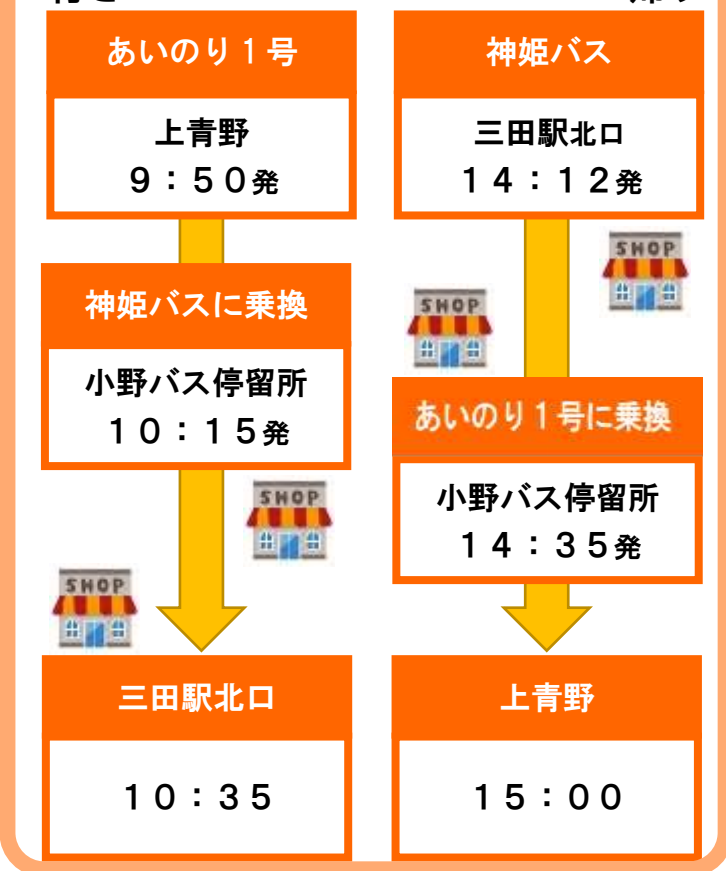 あいのり１号
上青野
９：５０発
神姫バスに乗換
小野バス停留所
１０：１５発
SHOP
SHOP
三田駅北口
１０：３５
神姫バス
三田駅北口
１４：１２発
SHOP
SHOP
あいのり１号に乗換
小野バス停留所
１４：３５発
上青野
１５：００